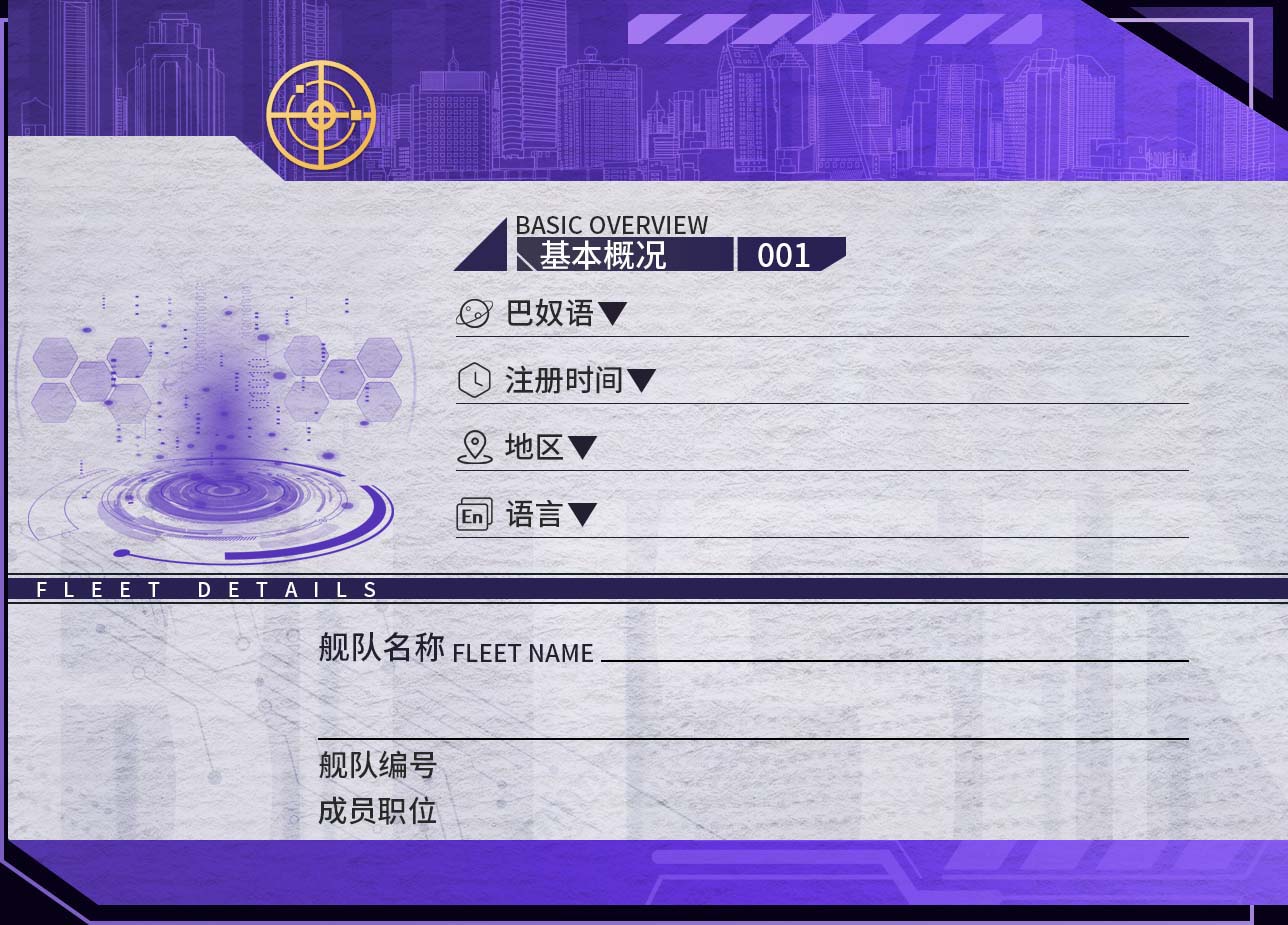 BASIC OVERVIEW
基本概况 001
巴奴语▼
注册时间▼
地区▼
En 语言▼
FLEET DETAILS
舰队名称 FLEET NAME
舰队编号
成员职位